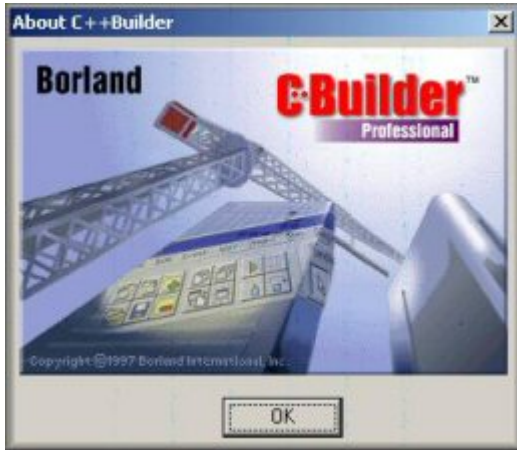 About C++Builder
Borland
C++Builder™
Professional
Copyright ©1997 Borland International, Inc.
OK